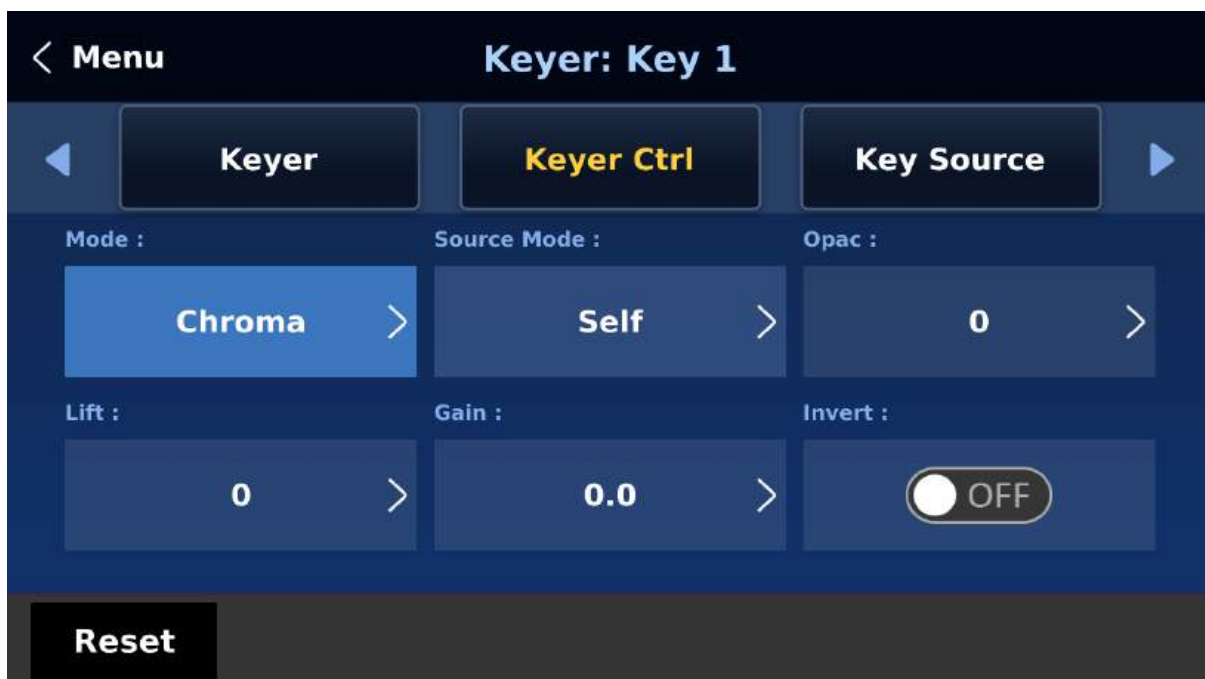 Menu
Keyer: Key 1
Keyer
Keyer Ctrl
Key Source
Mode :
Source Mode :
Opac :
Chroma
Self
0
Lift :
Gain :
Invert :
0
0.0
OFF
Reset